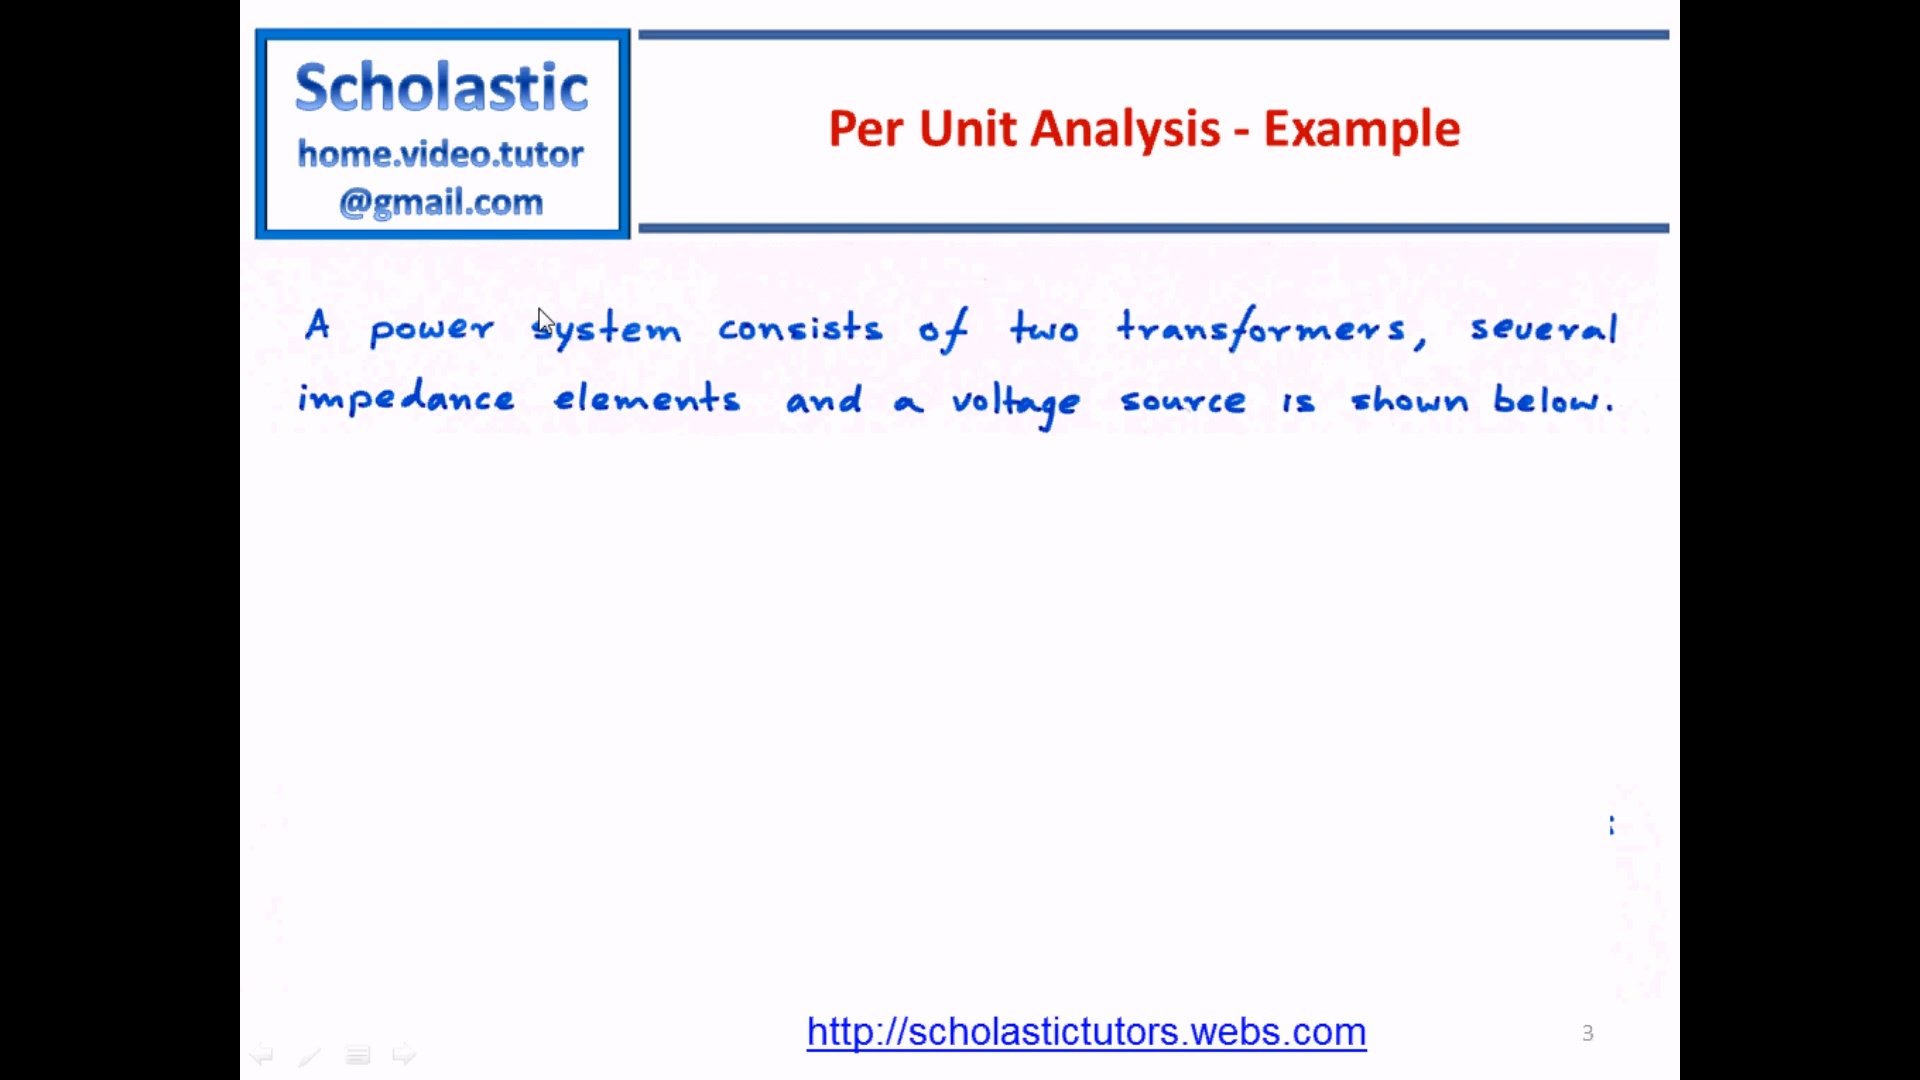 Scholastic
home.video.tutor
@gmail.com
Per Unit Analysis - Example
A power system consists of two transformers, several
impedance elements and a voltage source is shown below.
http://scholastictutors.webs.com
3